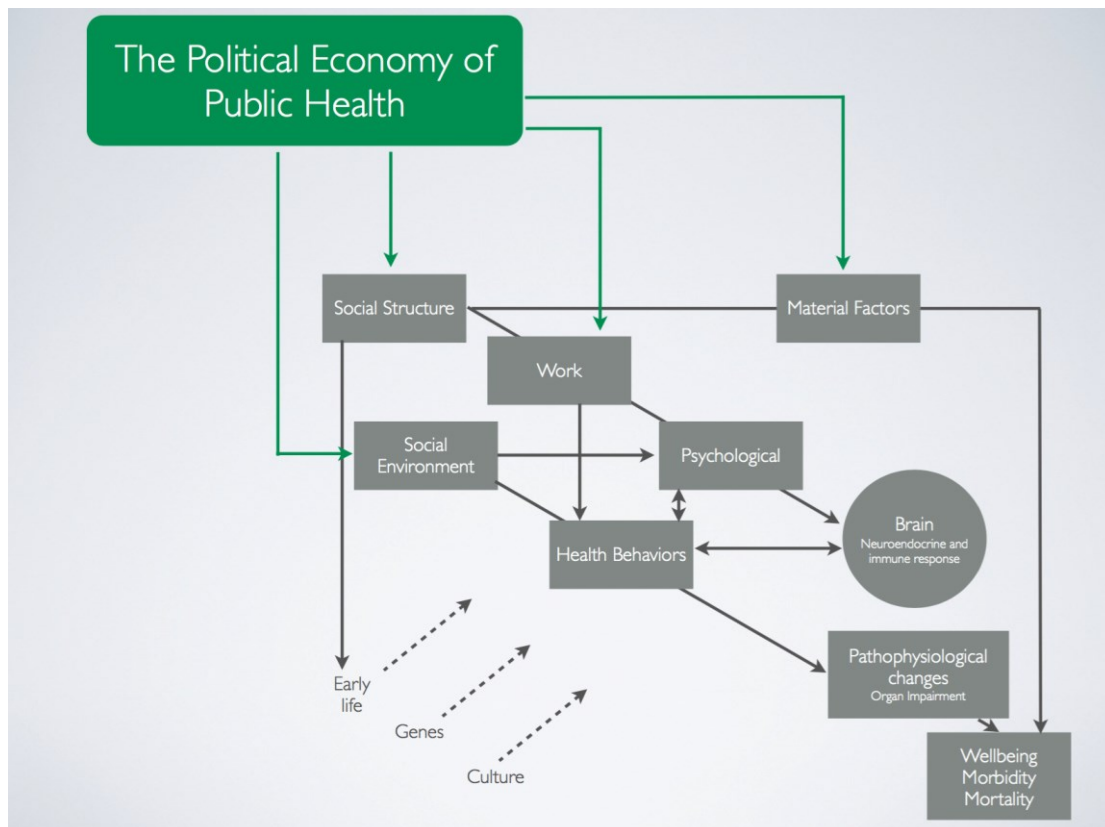 The Political Economy of
Public Health
Social Structure
Material Factors
Work
Social
Environment
Psychological
Brain
Neuroendocrine and
immune response
Health Behaviors
Pathophysiological
changes
Organ Impairment
Early
life
Genes
Culture
Wellbeing
Morbidity
Mortality